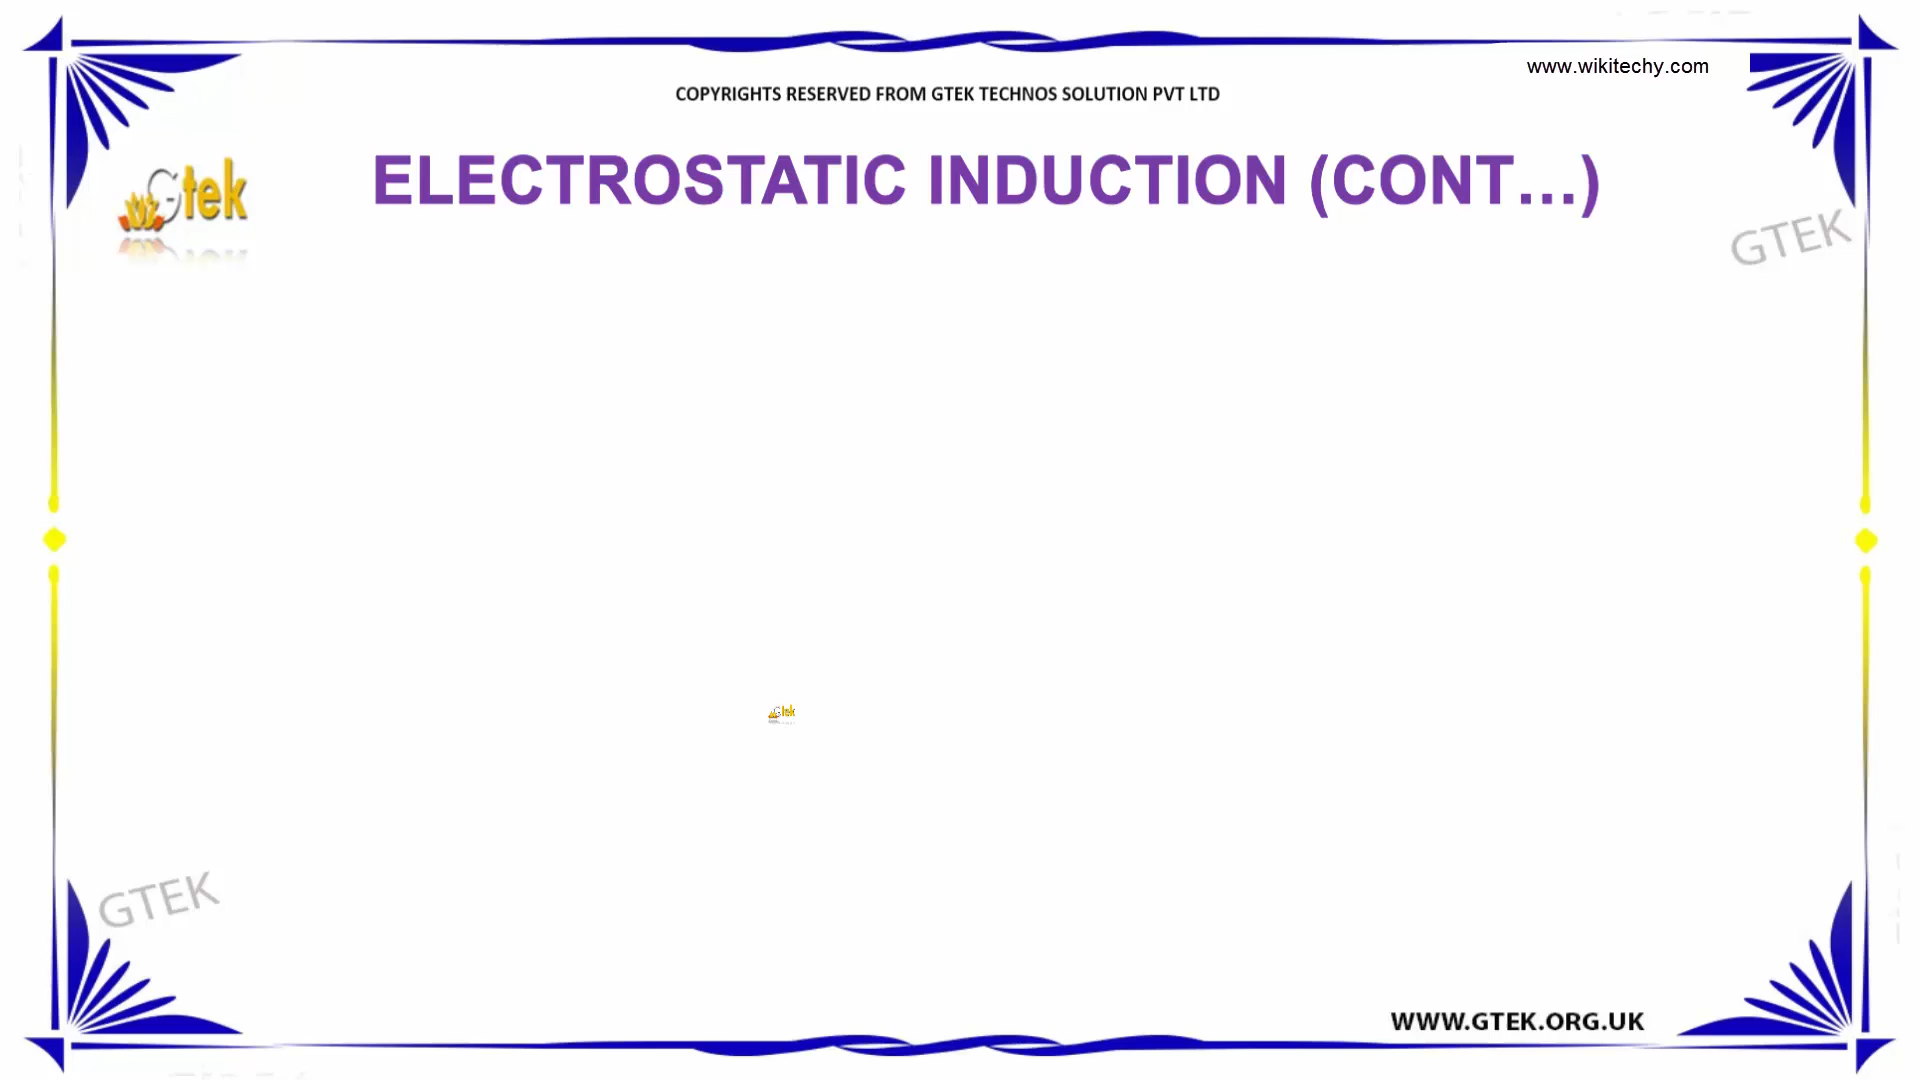 www.wikitechy.com
COPYRIGHTS RESERVED FROM GTEK TECHNOS SOLUTION PVT LTD
Gtek
ELECTROSTATIC INDUCTION (CONT...)
GTEK
Gtek
GTEK
WWW.GTEK.ORG.UK